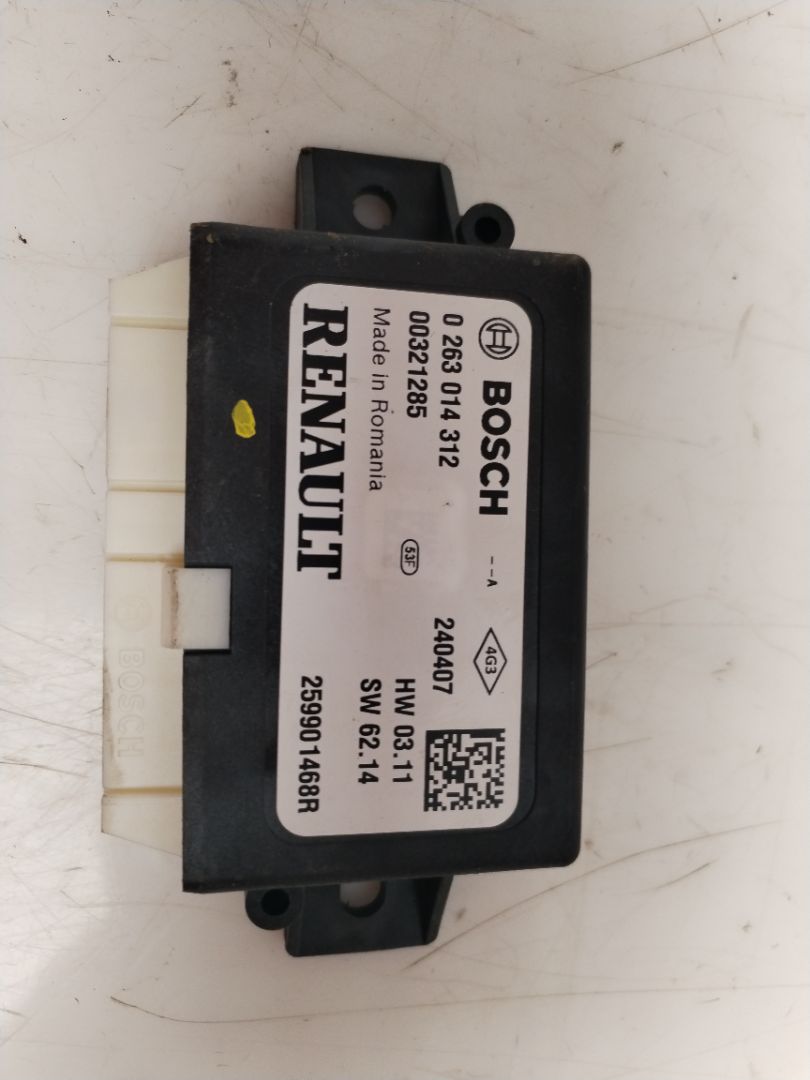 BOSCH
--A
4G3
0 263 014 312
240407
00321285
53F
HW 03.11
Made in Romania
SW 62.14
RENAULT
259901468R
BOSCH